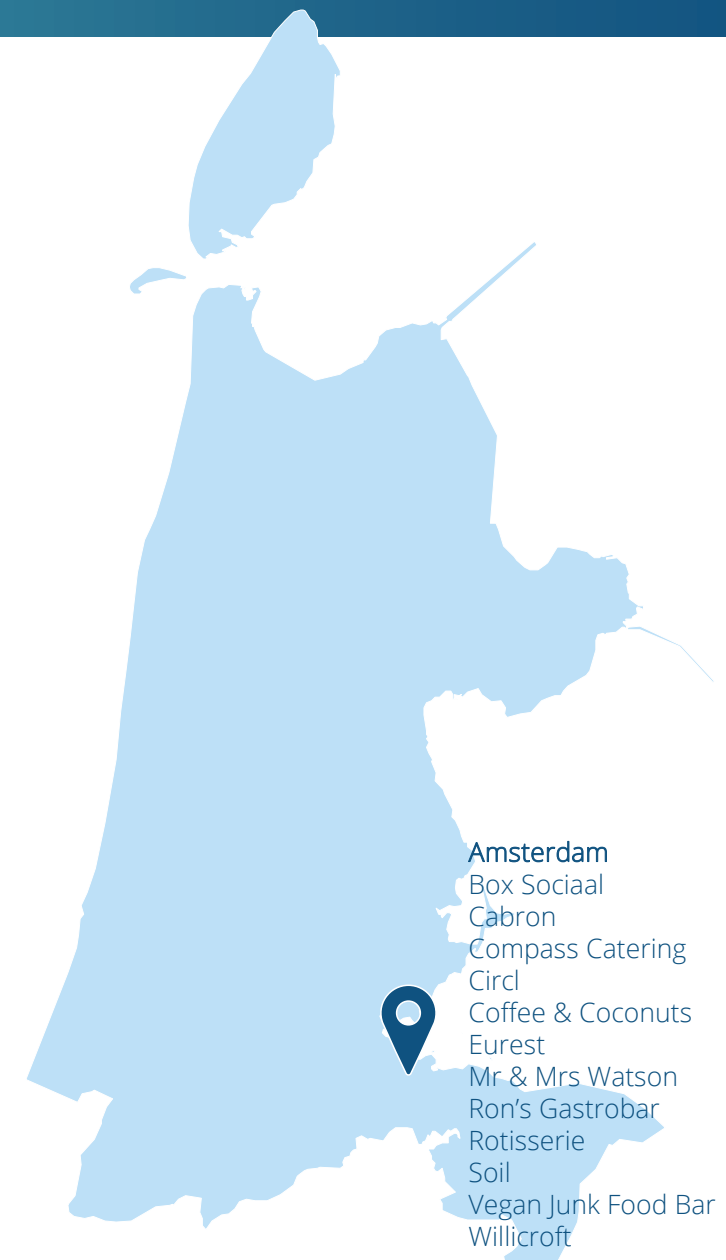 Amsterdam
Box Sociaal
Cabron
Compass Catering
Circl
Coffee & Coconuts
Eurest
Mr & Mrs Watson
Ron’s Gastrobar
Rotisserie
Soil
Vegan Junk Food Bar
Willicroft